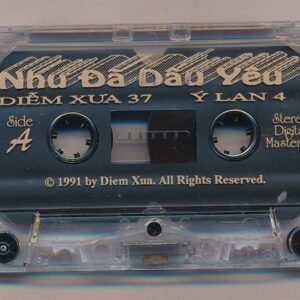 Như Đã Dấu Yêu
DIỄM XƯA 37 Ý LAN 4
Side
A
Stereo
Digital
Master
© 1991 by Diem Xua. All Rights Reserved.